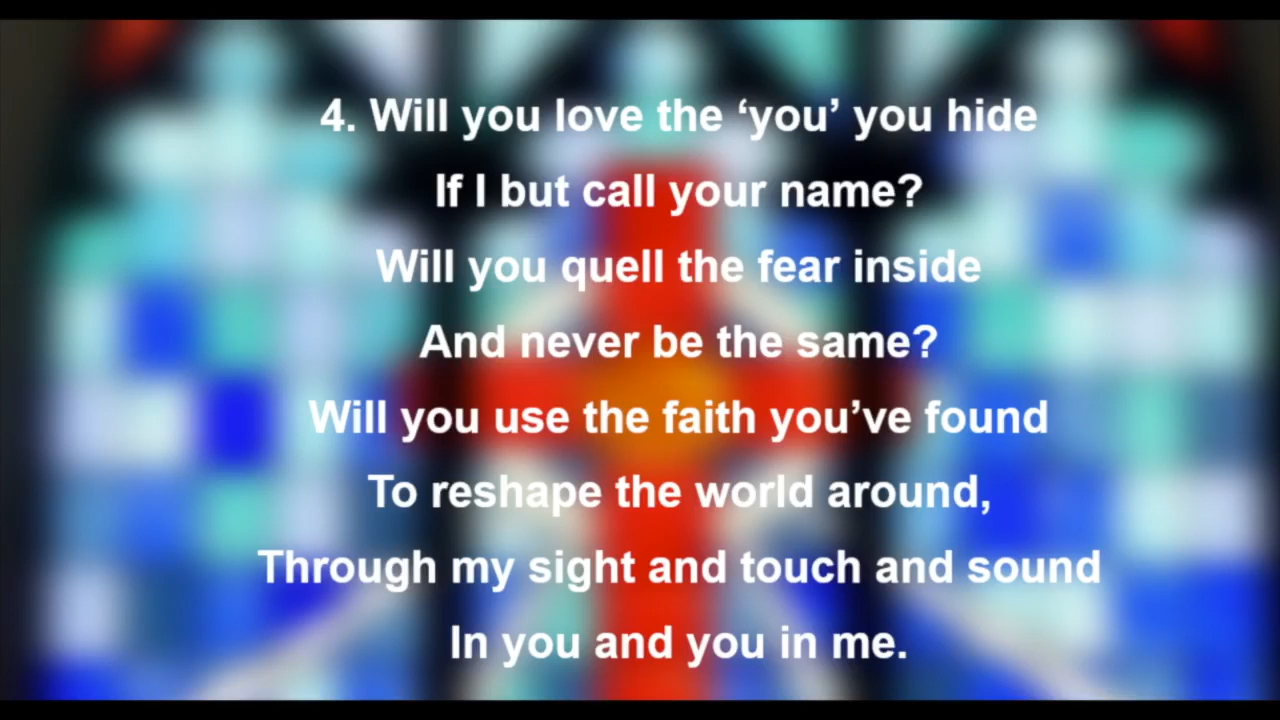 4. Will you love the ‘you’ you hide
If I but call your name?
Will you quell the fear inside
And never be the same?
Will you use the faith you’ve found
To reshape the world around,
Through my sight and touch and sound
In you and you in me.